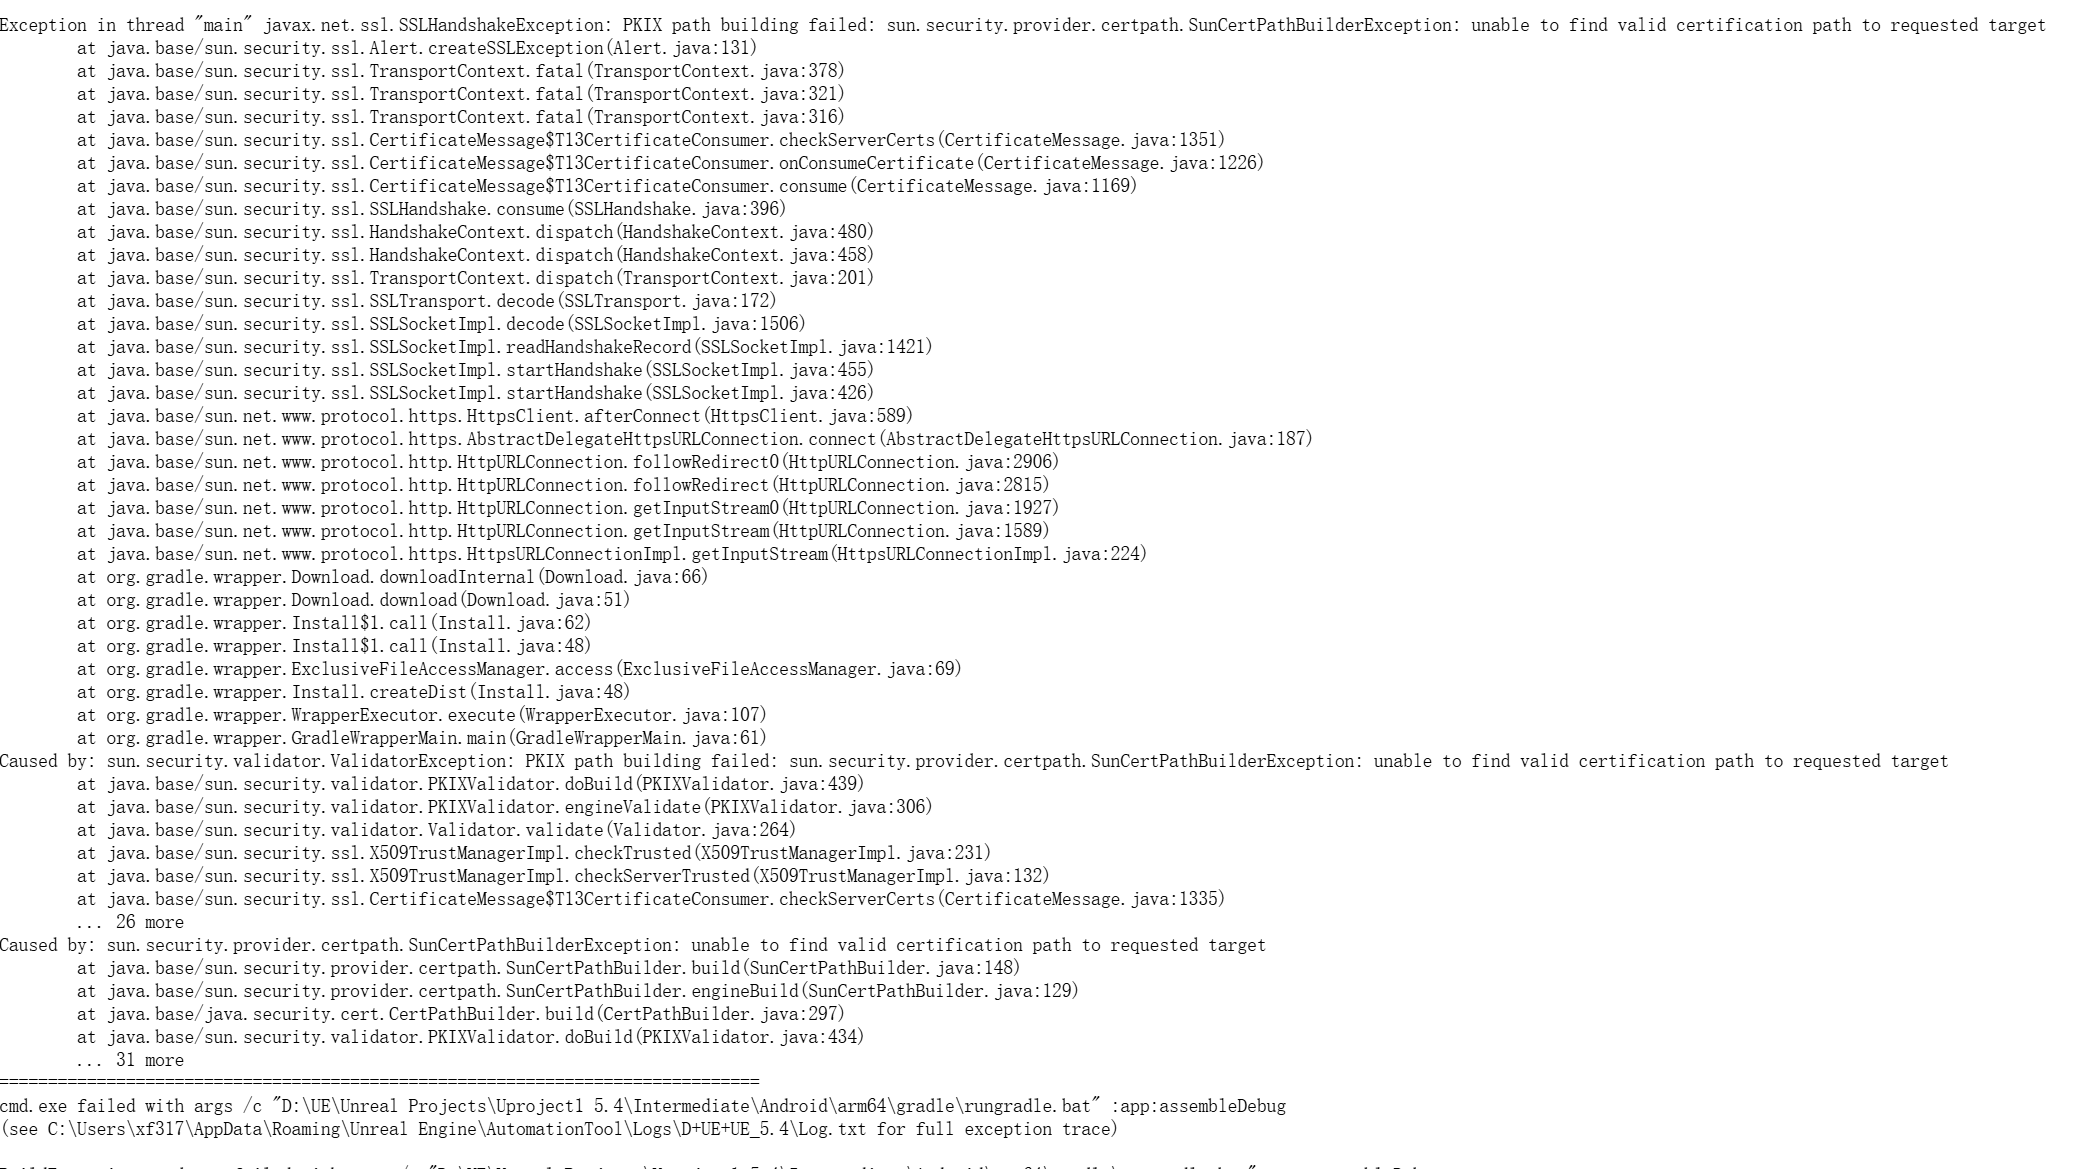 Exception in thread "main" javax.net.ssl.SSLHandshakeException: PKIX path building failed: sun.security.provider.certpath.SunCertPathBuilderException: unable to find valid certification path to requested target
at java.base/sun.security.ssl.Alert.createSSLException(Alert.java:131)
at java.base/sun.security.ssl.TransportContext.fatal(TransportContext.java:378)
at java.base/sun.security.ssl.TransportContext.fatal(TransportContext.java:321)
at java.base/sun.security.ssl.TransportContext.fatal(TransportContext.java:316)
at java.base/sun.security.ssl.CertificateMessage$T13CertificateConsumer.checkServerCerts(CertificateMessage.java:1351)
at java.base/sun.security.ssl.CertificateMessage$T13CertificateConsumer.onConsumeCertificate(CertificateMessage.java:1226)
at java.base/sun.security.ssl.CertificateMessage$T13CertificateConsumer.consume(CertificateMessage.java:1169)
at java.base/sun.security.ssl.SSLHandshake.consume(SSLHandshake.java:396)
at java.base/sun.security.ssl.HandshakeContext.dispatch(HandshakeContext.java:480)
at java.base/sun.security.ssl.HandshakeContext.dispatch(HandshakeContext.java:458)
at java.base/sun.security.ssl.TransportContext.dispatch(TransportContext.java:201)
at java.base/sun.security.ssl.SSLTransport.decode(SSLTransport.java:172)
at java.base/sun.security.ssl.SSLSocketImpl.decode(SSLSocketImpl.java:1506)
at java.base/sun.security.ssl.SSLSocketImpl.readHandshakeRecord(SSLSocketImpl.java:1421)
at java.base/sun.security.ssl.SSLSocketImpl.startHandshake(SSLSocketImpl.java:455)
at java.base/sun.security.ssl.SSLSocketImpl.startHandshake(SSLSocketImpl.java:426)
at java.base/sun.net.www.protocol.https.HttpsClient.afterConnect(HttpsClient.java:589)
at java.base/sun.net.www.protocol.https.AbstractDelegateHttpsURLConnection.connect(AbstractDelegateHttpsURLConnection.java:187)
at java.base/sun.net.www.protocol.http.HttpURLConnection.followRedirect0(HttpURLConnection.java:2906)
at java.base/sun.net.www.protocol.http.HttpURLConnection.followRedirect(HttpURLConnection.java:2815)
at java.base/sun.net.www.protocol.http.HttpURLConnection.getInputStream0(HttpURLConnection.java:1927)
at java.base/sun.net.www.protocol.http.HttpURLConnection.getInputStream(HttpURLConnection.java:1589)
at java.base/sun.net.www.protocol.https.HttpsURLConnectionImpl.getInputStream(HttpsURLConnectionImpl.java:224)
at org.gradle.wrapper.Download.downloadInternal(Download.java:66)
at org.gradle.wrapper.Download.download(Download.java:51)
at org.gradle.wrapper.Install$1.call(Install.java:62)
at org.gradle.wrapper.Install$1.call(Install.java:48)
at org.gradle.wrapper.ExclusiveFileAccessManager.access(ExclusiveFileAccessManager.java:69)
at org.gradle.wrapper.Install.createDist(Install.java:48)
at org.gradle.wrapper.WrapperExecutor.execute(WrapperExecutor.java:107)
at org.gradle.wrapper.GradleWrapperMain.main(GradleWrapperMain.java:61)
Caused by: sun.security.validator.ValidatorException: PKIX path building failed: sun.security.provider.certpath.SunCertPathBuilderException: unable to find valid certification path to requested target
at java.base/sun.security.validator.PKIXValidator.doBuild(PKIXValidator.java:439)
at java.base/sun.security.validator.PKIXValidator.engineValidate(PKIXValidator.java:306)
at java.base/sun.security.validator.Validator.validate(Validator.java:264)
at java.base/sun.security.ssl.X509TrustManagerImpl.checkTrusted(X509TrustManagerImpl.java:231)
at java.base/sun.security.ssl.X509TrustManagerImpl.checkServerTrusted(X509TrustManagerImpl.java:132)
at java.base/sun.security.ssl.CertificateMessage$T13CertificateConsumer.checkServerCerts(CertificateMessage.java:1335)
... 26 more
Caused by: sun.security.provider.certpath.SunCertPathBuilderException: unable to find valid certification path to requested target
at java.base/sun.security.provider.certpath.SunCertPathBuilder.build(SunCertPathBuilder.java:148)
at java.base/sun.security.provider.certpath.SunCertPathBuilder.engineBuild(SunCertPathBuilder.java:129)
at java.base/java.security.cert.CertPathBuilder.build(CertPathBuilder.java:297)
at java.base/sun.security.validator.PKIXValidator.doBuild(PKIXValidator.java:434)
... 31 more
==============================================================================
cmd.exe failed with args /c "D:\UE\Unreal Projects\Uproject1 5.4\Intermediate\Android\arm64\gradle\rungradle.bat" :app:assembleDebug
(see C:\Users\xf317\AppData\Roaming\Unreal Engine\AutomationTool\Logs\D+UE+UE_5.4\Log.txt for full exception trace)